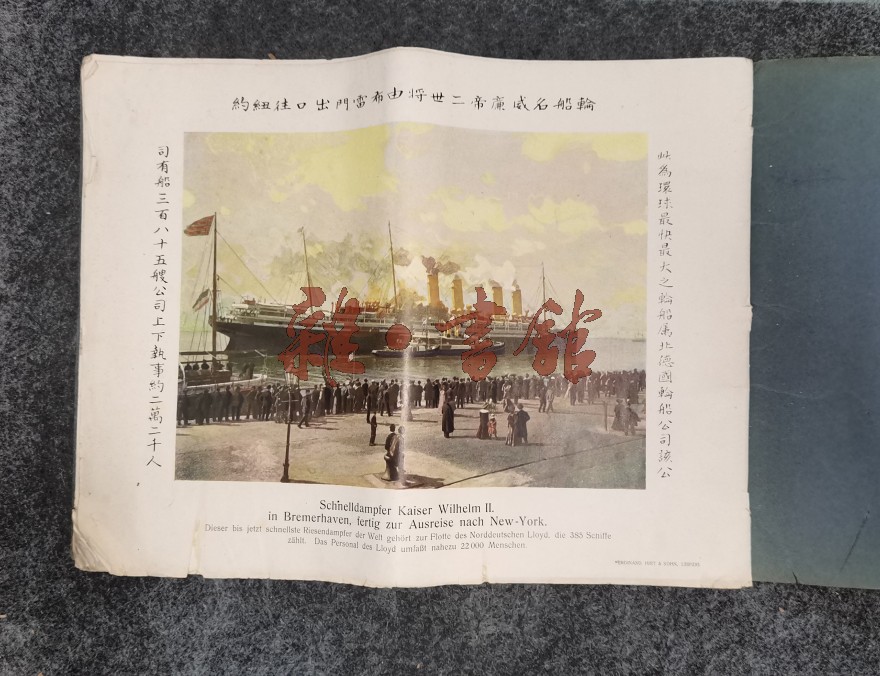 輪船名威廉帝二世將由布雷門出口往紐約
此為環球最快最大之輪船屬北德國輪船公司該公
司有船三百八十五艘公司上下執事約二萬二千人
雜·書館
Schnelldampfer Kaiser Wilhelm II.
in Bremerhaven, fertig zur Ausreise nach New-York.
Dieser bis jetzt schnellste Riesendampfer der Welt gehört zur Flotte des Norddeutschen Lloyd, die 385 Schiffe
zählt. Das Personal des Lloyd umfaßt nahezu 22 000 Menschen.